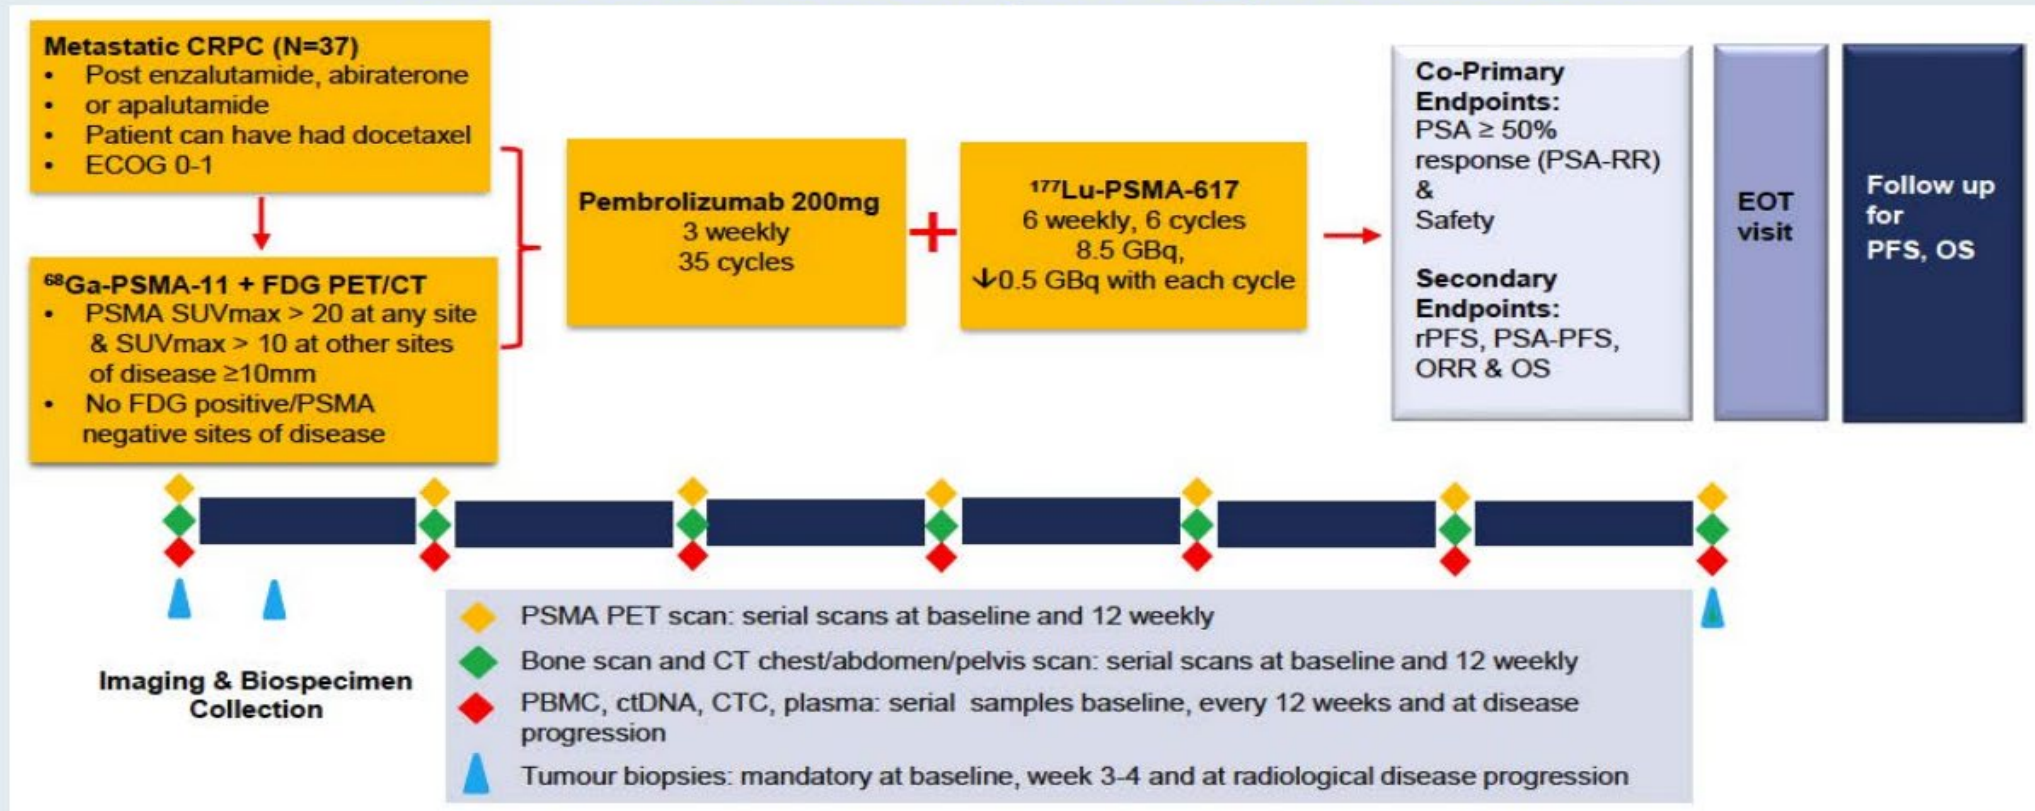 Metastatic CRPC (N=37)
• Post enzalutamide, abiraterone
• or apalutamide
• Patient can have had docetaxel
• ECOG 0-1
⁶⁸Ga-PSMA-11 + FDG PET/CT
• PSMA SUVmax > 20 at any site
& SUVmax > 10 at other sites
of disease ≥10mm
• No FDG positive/PSMA
negative sites of disease
Pembrolizumab 200mg
3 weekly
35 cycles
+
¹⁷⁷Lu-PSMA-617
6 weekly, 6 cycles
8.5 GBq,
↓0.5 GBq with each cycle
Co-Primary
Endpoints:
PSA ≥ 50%
response (PSA-RR)
&
Safety
Secondary
Endpoints:
rPFS, PSA-PFS,
ORR & OS
EOT
visit
Follow up
for
PFS, OS
Imaging & Biospecimen
Collection
PSMA PET scan: serial scans at baseline and 12 weekly
Bone scan and CT chest/abdomen/pelvis scan: serial scans at baseline and 12 weekly
PBMC, ctDNA, CTC, plasma: serial samples baseline, every 12 weeks and at disease
progression
Tumour biopsies: mandatory at baseline, week 3-4 and at radiological disease progression